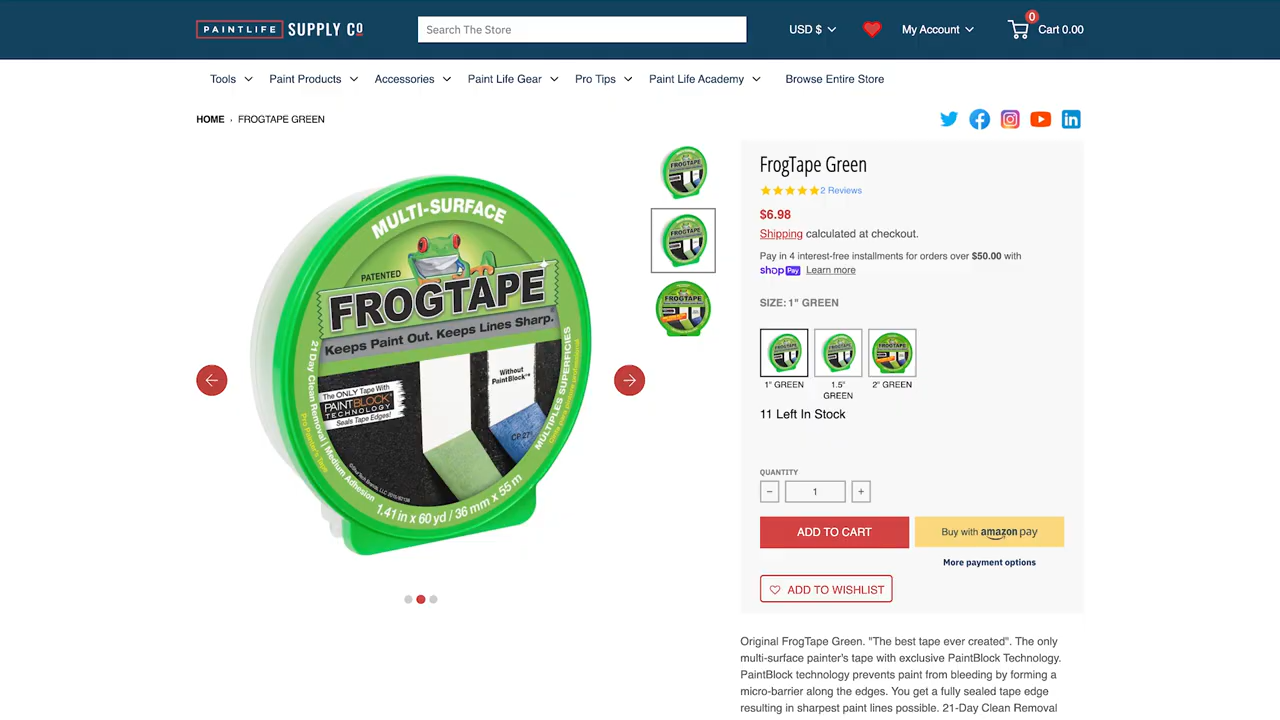 PAINTLIFE SUPPLY CO
Search The Store
USD $
My Account
0
Cart 0.00
Tools
Paint Products
Accessories
Paint Life Gear
Pro Tips
Paint Life Academy
Browse Entire Store
HOME · FROGTAPE GREEN
MULTI-SURFACE
PATENTED
FROGTAPE
Keeps Paint Out. Keeps Lines Sharp.
The ONLY Tape With
PAINTBLOCK
TECHNOLOGY
Seals Tape Edges!
Without
PaintBlock
CP 27
21 Day Clean Removal | Medium Adhesion
Pro Painter's Tape
MULTIPLES SUPERFICIES
1.41 in x 60 yd / 36 mm x 55 m
FROGTAPE
FROGTAPE
FROGTAPE
FrogTape Green
2 Reviews
$6.98
Shipping calculated at checkout.
Pay in 4 interest-free installments for orders over $50.00 with
shop Pay Learn more
SIZE: 1" GREEN
1" GREEN
1.5"
GREEN
2" GREEN
11 Left In Stock
QUANTITY
− 1 +
ADD TO CART
Buy with amazon pay
More payment options
ADD TO WISHLIST
Original FrogTape Green. "The best tape ever created". The only
multi-surface painter's tape with exclusive PaintBlock Technology.
PaintBlock technology prevents paint from bleeding by forming a
micro-barrier along the edges. You get a fully sealed tape edge
resulting in sharpest paint lines possible. 21-Day Clean Removal